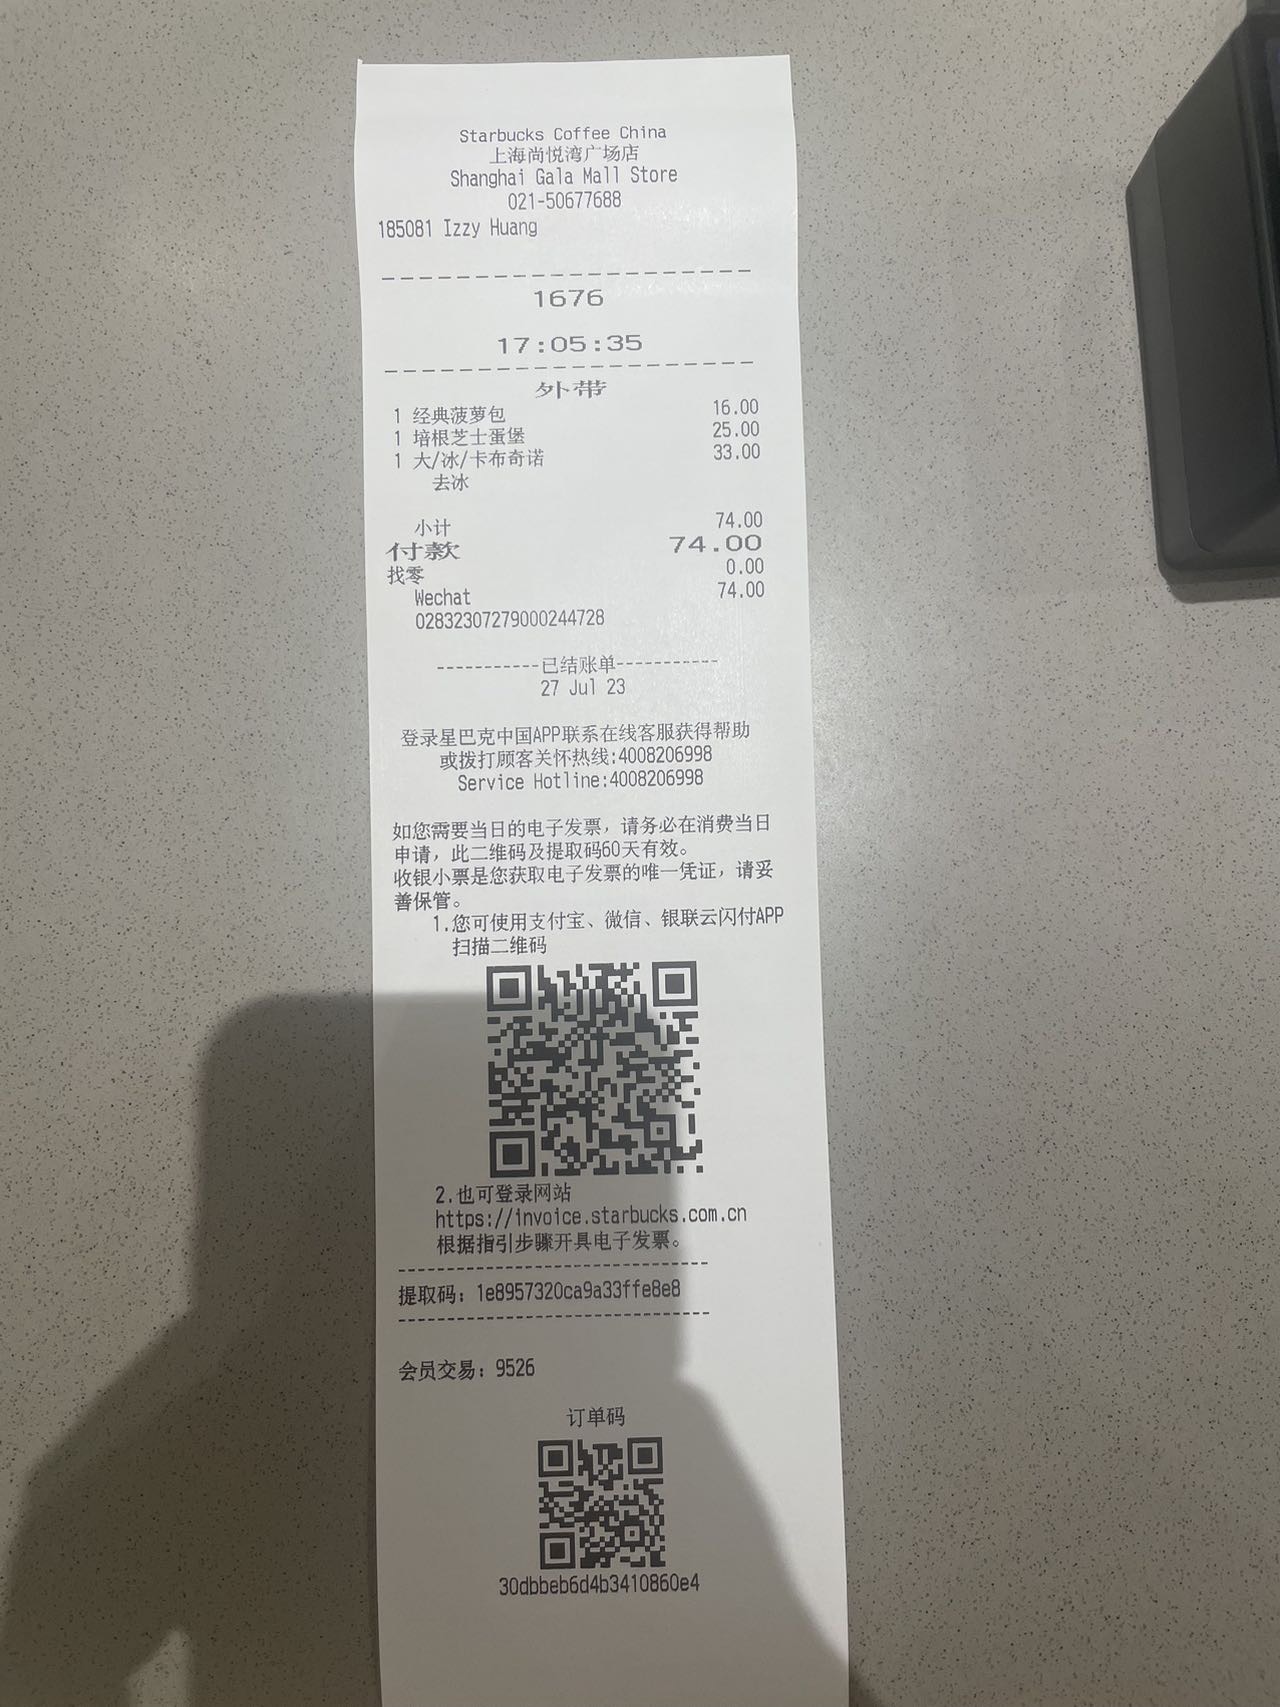 Starbucks Coffee China
上海尚悦湾广场店
Shanghai Gala Mall Store
021-50677688
185081 Izzy Huang
1676
17:05:35
外带
1 经典菠萝包 16.00
1 培根芝士蛋堡 25.00
1 大/冰/卡布奇诺 33.00
去冰
小计 74.00
付款 74.00
找零 0.00
Wechat 74.00
02832307279000244728
-----------已结账单-----------
27 Jul 23
登录星巴克中国APP联系在线客服获得帮助
或拨打顾客关怀热线:4008206998
Service Hotline:4008206998
如您需要当日的电子发票，请务必在消费当日
申请，此二维码及提取码60天有效。
收银小票是您获取电子发票的唯一凭证，请妥
善保管。
1.您可使用支付宝、微信、银联云闪付APP
扫描二维码
2.也可登录网站
https://invoice.starbucks.com.cn
根据指引步骤开具电子发票。
提取码：1e8957320ca9a33ffe8e8
会员交易：9526
订单码
30dbbeb6d4b3410860e4